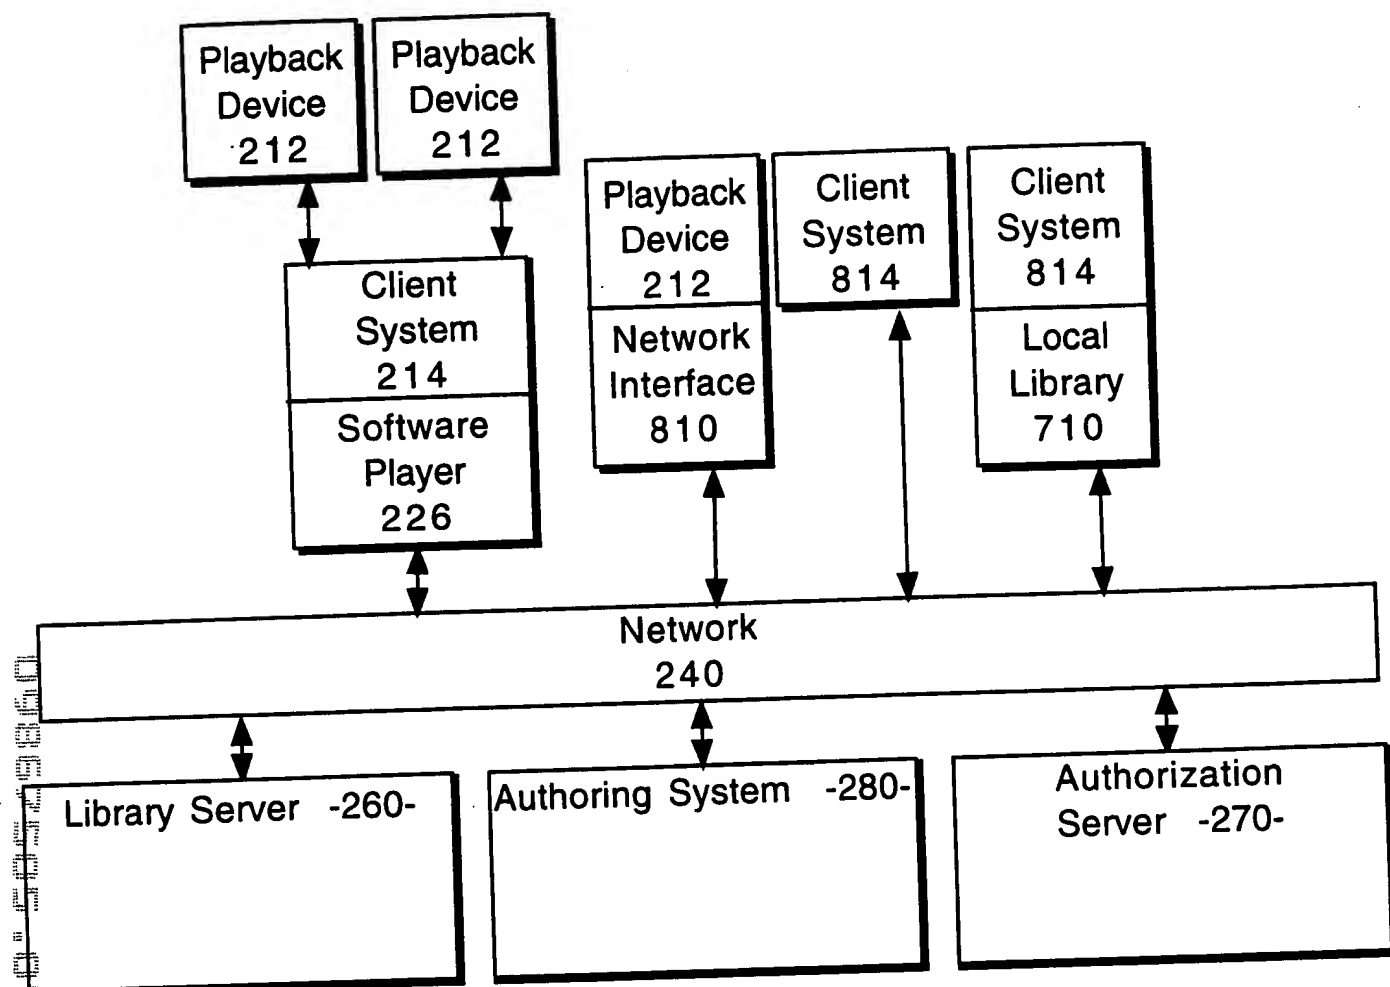 Playback
Device
212
Playback
Device
212
Client
System
214
Software
Player
226
Playback
Device
212
Network
Interface
810
Client
System
814
Client
System
814
Local
Library
710
Network
240
Library Server -260-
Authoring System -280-
Authorization
Server -270-